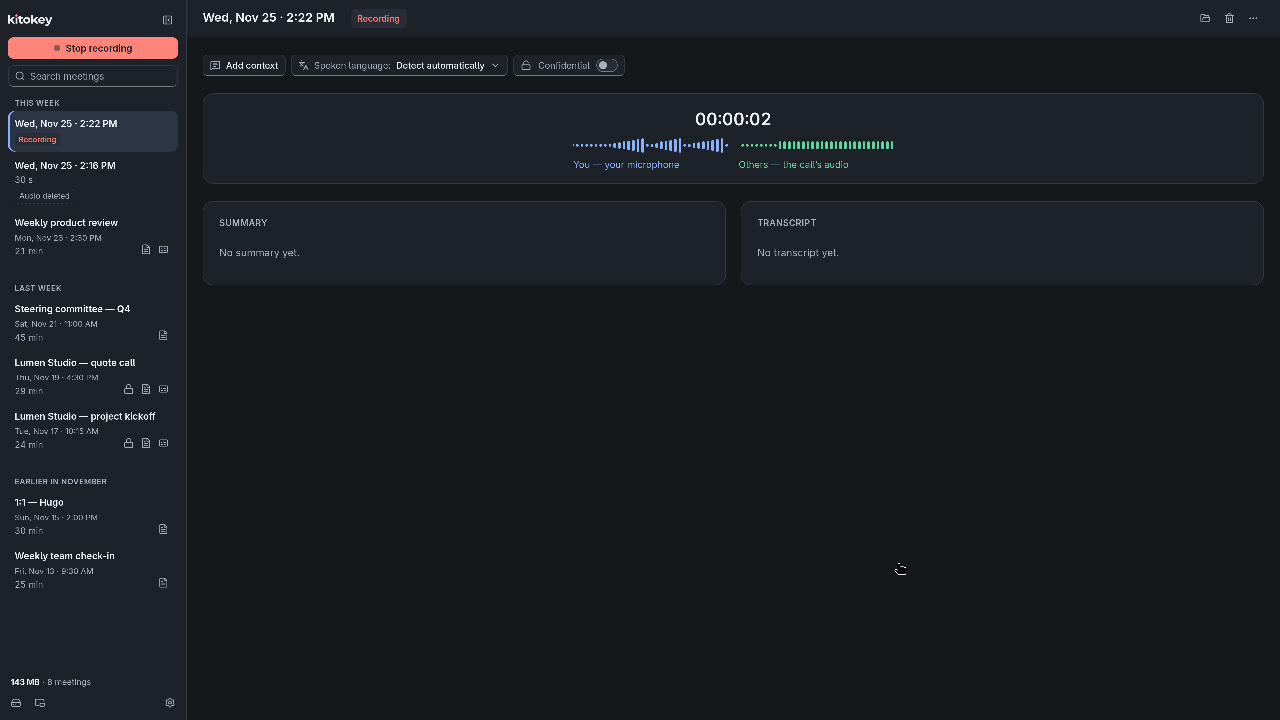 kitokey
Stop recording
Search meetings
THIS WEEK
Wed, Nov 25 · 2:22 PM
Recording
Wed, Nov 25 · 2:16 PM
30 s
Audio deleted
Weekly product review
Mon, Nov 23 · 2:30 PM
21 min
LAST WEEK
Steering committee — Q4
Sat, Nov 21 · 11:00 AM
45 min
Lumen Studio — quote call
Thu, Nov 19 · 4:30 PM
29 min
Lumen Studio — project kickoff
Tue, Nov 17 · 10:15 AM
24 min
EARLIER IN NOVEMBER
1:1 — Hugo
Sun, Nov 15 · 2:00 PM
30 min
Weekly team check-in
Fri, Nov 13 · 9:30 AM
25 min
143 MB · 8 meetings
Wed, Nov 25 · 2:22 PM
Recording
Add context
Spoken language: Detect automatically
Confidential
00:00:02
You — your microphone
Others — the call's audio
SUMMARY
No summary yet.
TRANSCRIPT
No transcript yet.